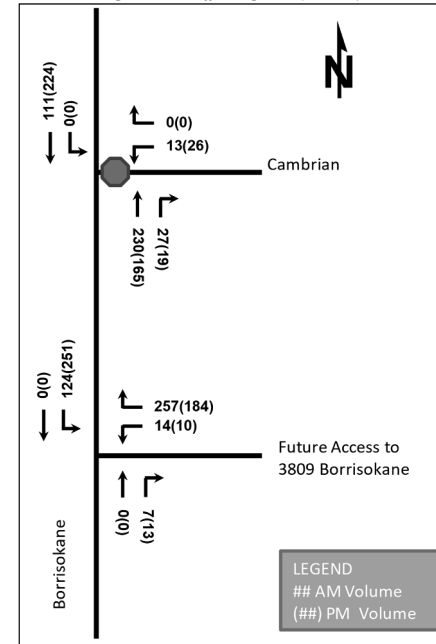 N
111(224)
0(0)
0(0)
13(26)
Cambrian
230(165)
27(19)
0(0)
124(251)
257(184)
14(10)
Future Access to
3809 Borrisokane
0(0)
7(13)
Borrisokane
LEGEND
## AM Volume
(##) PM Volume